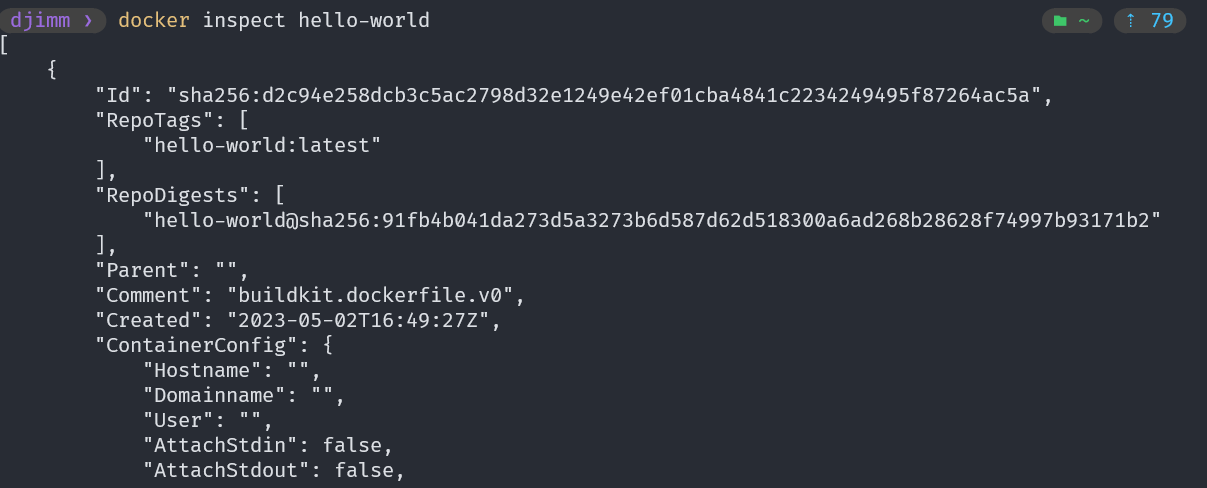 djimm ❯ docker inspect hello-world ~ ⇡ 79
[
    {
        "Id": "sha256:d2c94e258dcb3c5ac2798d32e1249e42ef01cba4841c2234249495f87264ac5a",
        "RepoTags": [
            "hello-world:latest"
        ],
        "RepoDigests": [
            "hello-world@sha256:91fb4b041da273d5a3273b6d587d62d518300a6ad268b28628f74997b93171b2"
        ],
        "Parent": "",
        "Comment": "buildkit.dockerfile.v0",
        "Created": "2023-05-02T16:49:27Z",
        "ContainerConfig": {
            "Hostname": "",
            "Domainname": "",
            "User": "",
            "AttachStdin": false,
            "AttachStdout": false,